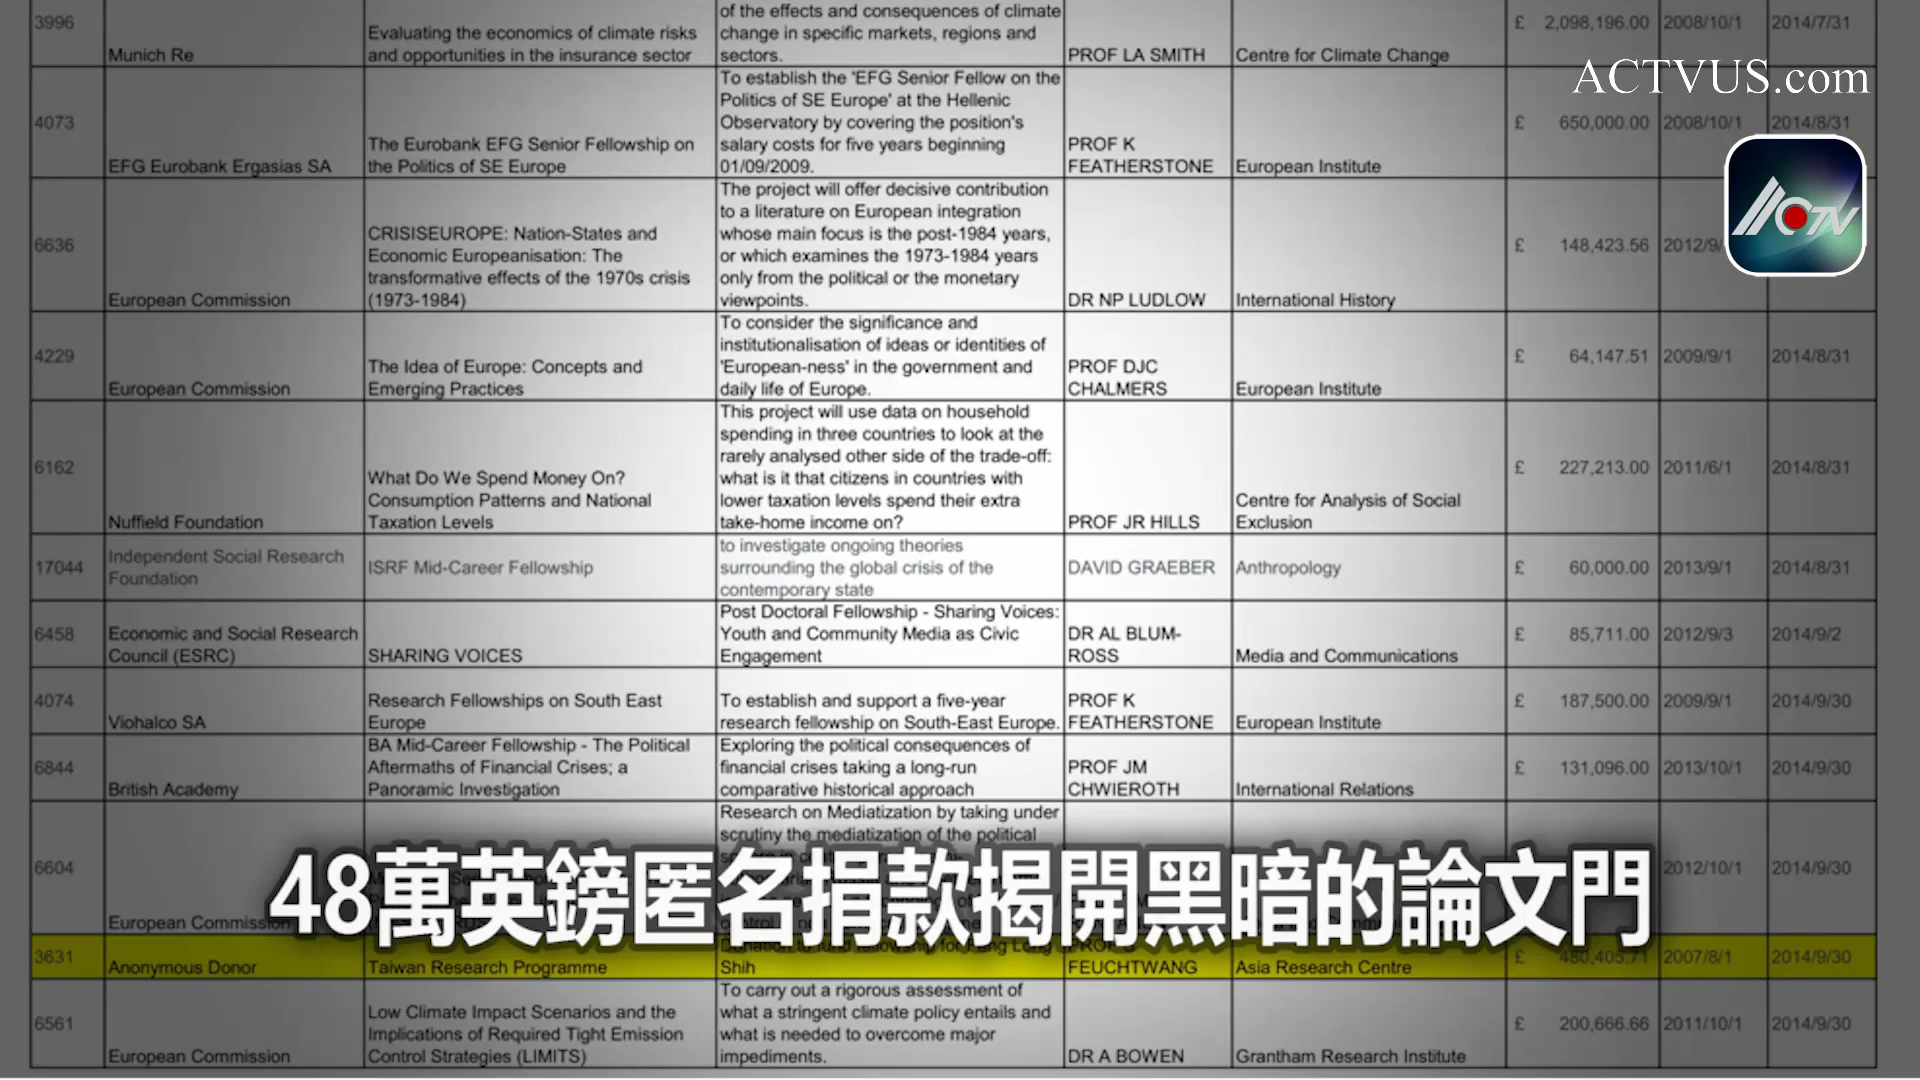 of the effects and consequences of climate
3996
Evaluating the economics of climate risks
change in specific markets, regions and
£ 2,098,196.00 2008/10/1 2014/7/31
Munich Re
and opportunities in the insurance sector
sectors.
PROF LA SMITH
Centre for Climate Change
ACTVUS.com
4073
EFG Eurobank Ergasias SA
The Eurobank EFG Senior Fellowship on
the Politics of SE Europe
To establish the 'EFG Senior Fellow on the
Politics of SE Europe' at the Hellenic
Observatory by covering the position's
salary costs for five years beginning
01/09/2009.
PROF K
FEATHERSTONE
European Institute
£ 650,000.00 2008/10/1 2014/8/31
ACTV
6636
European Commission
CRISISEUROPE: Nation-States and
Economic Europeanisation: The
transformative effects of the 1970s crisis
(1973-1984)
The project will offer decisive contribution
to a literature on European integration
whose main focus is the post-1984 years,
or which examines the 1973-1984 years
only from the political or the monetary
viewpoints.
DR NP LUDLOW
International History
£ 148,423.56 2012/9/
4229
European Commission
The Idea of Europe: Concepts and
Emerging Practices
To consider the significance and
institutionalisation of ideas or identities of
'European-ness' in the government and
daily life of Europe.
PROF DJC
CHALMERS
European Institute
£ 64,147.51 2009/9/1 2014/8/31
6162
Nuffield Foundation
What Do We Spend Money On?
Consumption Patterns and National
Taxation Levels
This project will use data on household
spending in three countries to look at the
rarely analysed other side of the trade-off:
what is it that citizens in countries with
lower taxation levels spend their extra
take-home income on?
PROF JR HILLS
Centre for Analysis of Social
Exclusion
£ 227,213.00 2011/6/1 2014/8/31
17044
Independent Social Research
Foundation
ISRF Mid-Career Fellowship
to investigate ongoing theories
surrounding the global crisis of the
contemporary state
DAVID GRAEBER
Anthropology
£ 60,000.00 2013/9/1 2014/8/31
6458
Economic and Social Research
Council (ESRC)
SHARING VOICES
Post Doctoral Fellowship - Sharing Voices:
Youth and Community Media as Civic
Engagement
DR AL BLUM-
ROSS
Media and Communications
£ 85,711.00 2012/9/3 2014/9/2
4074
Viohalco SA
Research Fellowships on South East
Europe
To establish and support a five-year
research fellowship on South-East Europe.
PROF K
FEATHERSTONE
European Institute
£ 187,500.00 2009/9/1 2014/9/30
6844
British Academy
BA Mid-Career Fellowship - The Political
Aftermaths of Financial Crises; a
Panoramic Investigation
Exploring the political consequences of
financial crises taking a long-run
comparative historical approach
PROF JM
CHWIEROTH
International Relations
£ 131,096.00 2013/10/1 2014/9/30
6604
European Commission
Research on Mediatization by taking under
scrutiny the mediatization of the political
2012/10/1 2014/9/30
48萬英鎊匿名捐款揭開黑暗的論文門
3631
Anonymous Donor
Taiwan Research Programme
Donation to fund fellowship for Fang Long
Shih
PROF S
FEUCHTWANG
Asia Research Centre
£ 480,405.71 2007/8/1 2014/9/30
6561
European Commission
Low Climate Impact Scenarios and the
Implications of Required Tight Emission
Control Strategies (LIMITS)
To carry out a rigorous assessment of
what a stringent climate policy entails and
what is needed to overcome major
impediments.
DR A BOWEN
Grantham Research Institute
£ 200,666.66 2011/10/1 2014/9/30